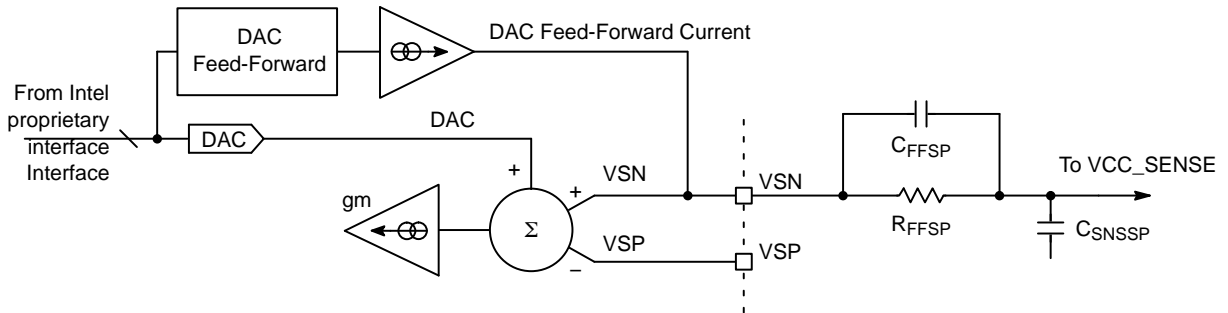 DAC
Feed-Forward
DAC Feed-Forward Current
From Intel
proprietary
interface
Interface
DAC
DAC
+
gm
Σ
+
VSN
−
VSP
VSN
VSP
CFFSP
RFFSP
To VCC_SENSE
CSNSSP